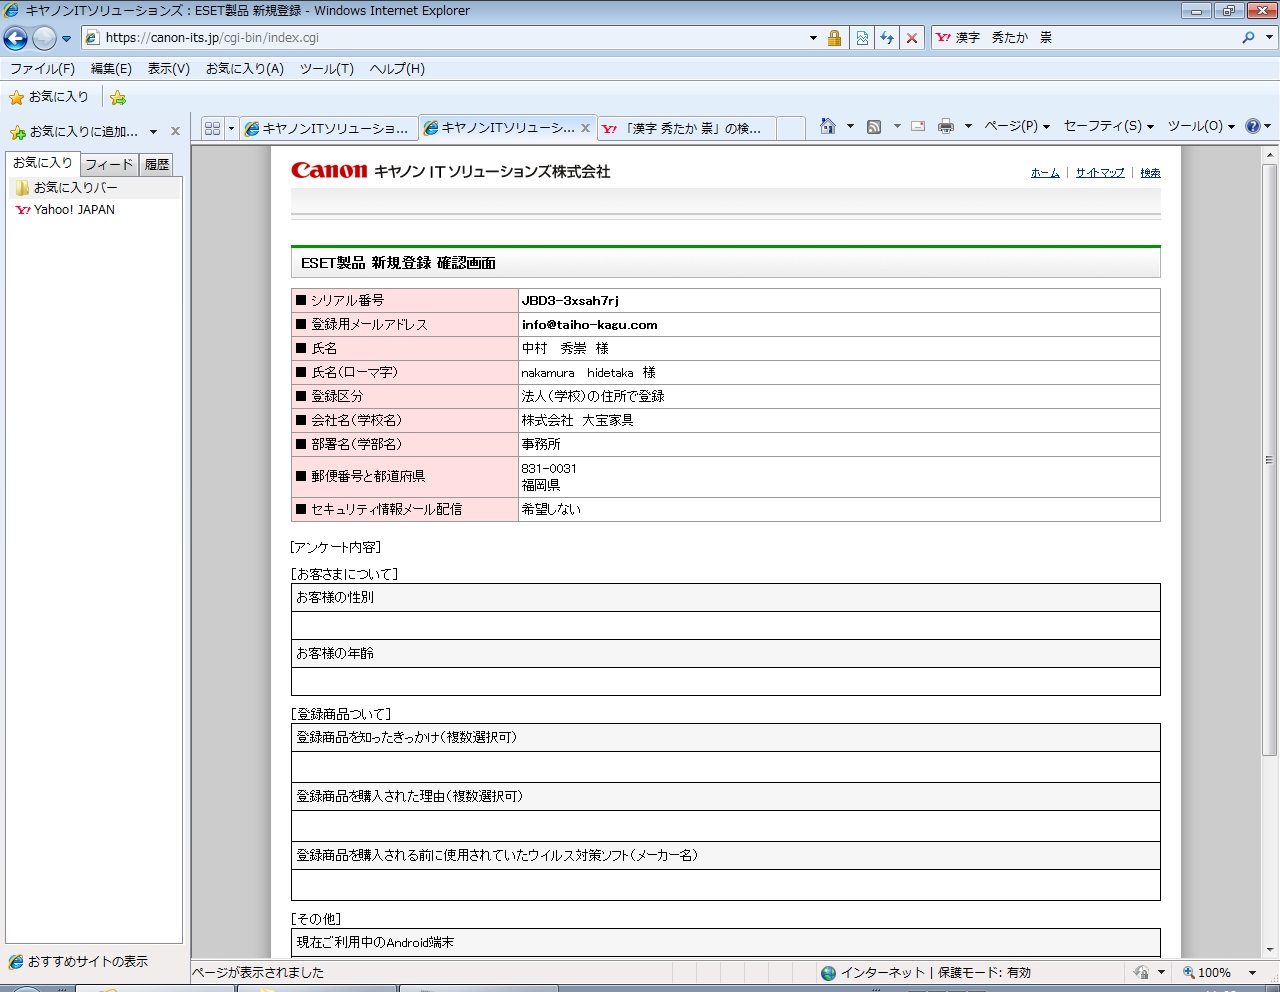 キヤノンITソリューションズ : ESET製品 新規登録 - Windows Internet Explorer
https://canon-its.jp/cgi-bin/index.cgi
漢字　秀たか　崇
ファイル(F) 編集(E) 表示(V) お気に入り(A) ツール(T) ヘルプ(H)
お気に入り
お気に入りに追加...
キヤノンITソリューショ...
キヤノンITソリューシ...
「漢字 秀たか 崇」の検...
ページ(P) セーフティ(S) ツール(O)
お気に入り フィード 履歴
お気に入りバー
Yahoo! JAPAN
Canon キヤノン ITソリューションズ株式会社
ホーム | サイトマップ | 検索
ESET製品 新規登録 確認画面
■ シリアル番号 JBD3-3xsah7rj
■ 登録用メールアドレス info@taiho-kagu.com
■ 氏名 中村　秀崇 様
■ 氏名(ローマ字) nakamura　hidetaka 様
■ 登録区分 法人(学校)の住所で登録
■ 会社名(学校名) 株式会社　大宝家具
■ 部署名(学部名) 事務所
■ 郵便番号と都道府県 831-0031
福岡県
■ セキュリティ情報メール配信 希望しない
[アンケート内容]
[お客さまについて]
お客様の性別
お客様の年齢
[登録商品ついて]
登録商品を知ったきっかけ(複数選択可)
登録商品を購入された理由(複数選択可)
登録商品を購入される前に使用されていたウイルス対策ソフト(メーカー名)
[その他]
現在ご利用中のAndroid端末
おすすめサイトの表示
ページが表示されました
インターネット | 保護モード: 有効
100%